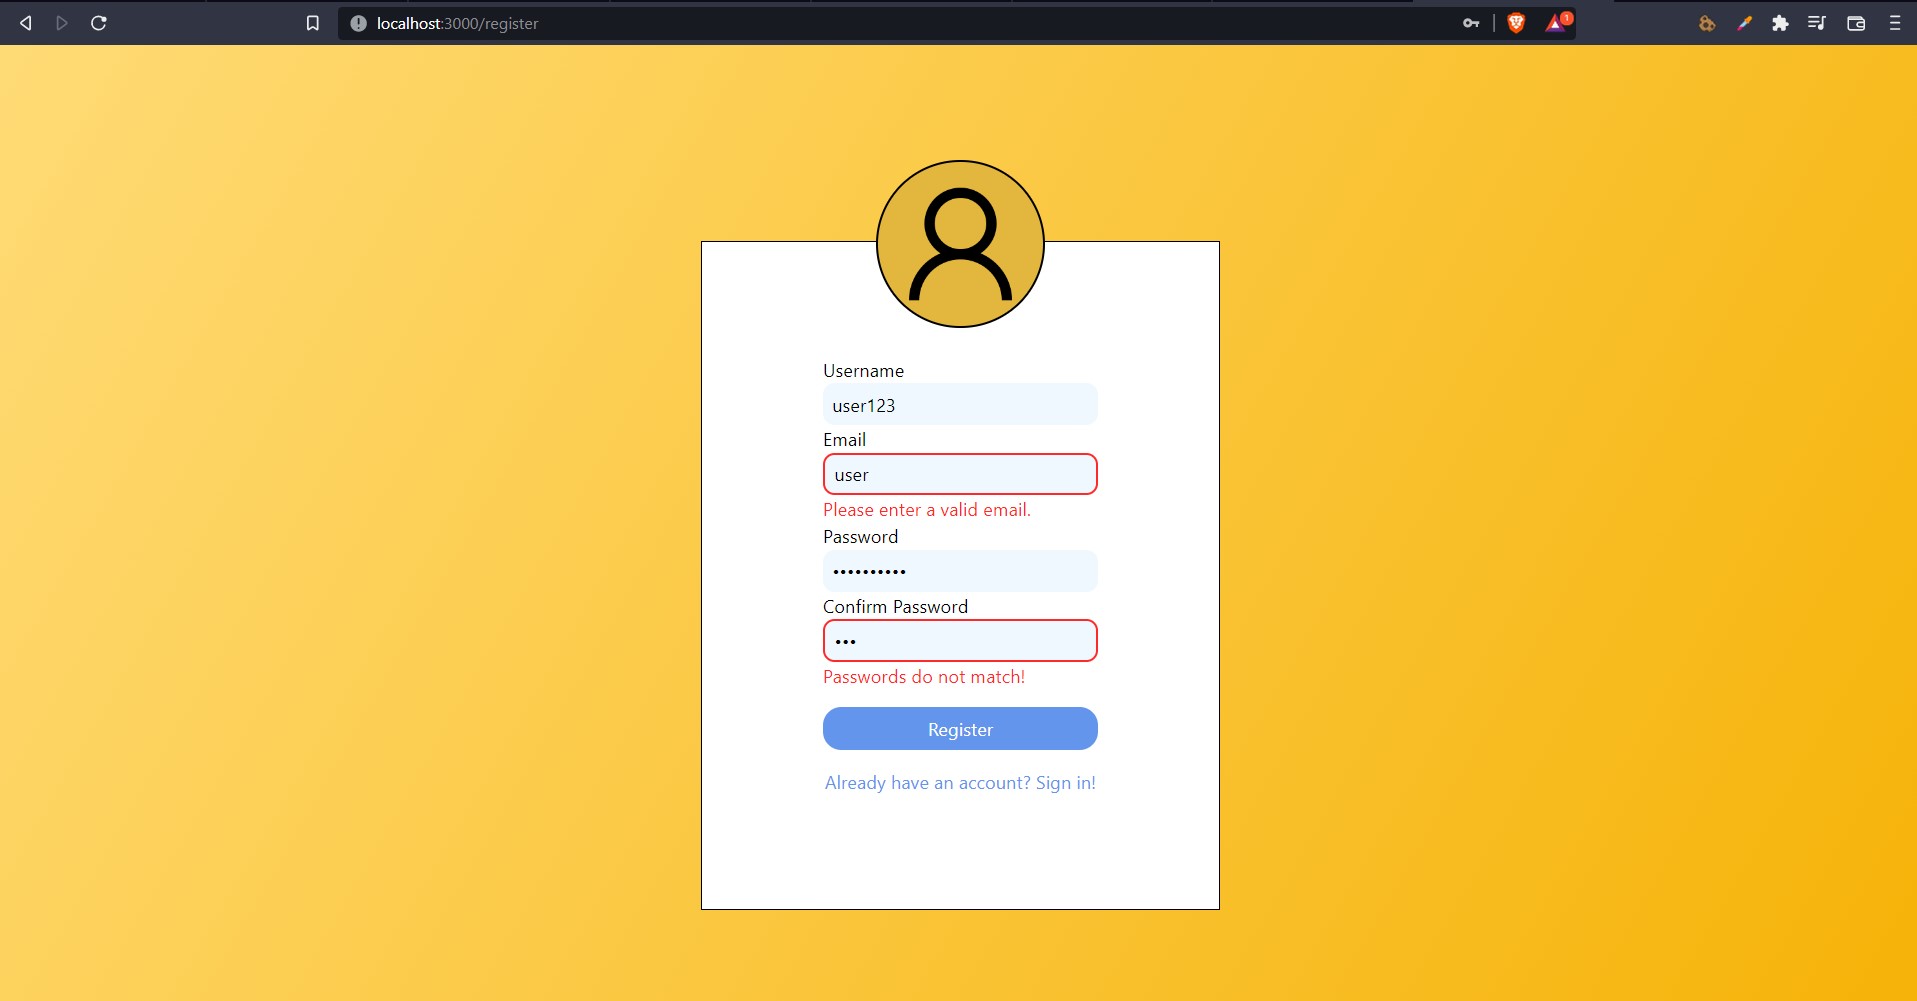 localhost:3000/register
1
Username
user123
Email
user
Please enter a valid email.
Password
••••••••••
Confirm Password
•••
Passwords do not match!
Register
Already have an account? Sign in!